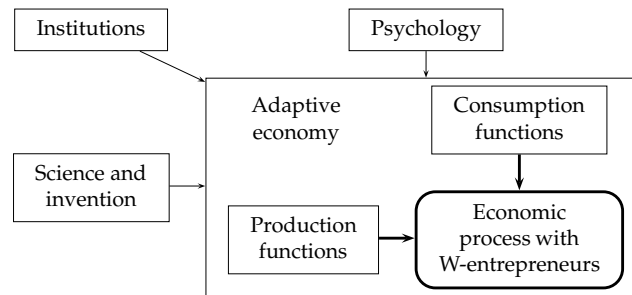 Institutions
Psychology
Adaptive
economy
Consumption
functions
Science and
invention
Production
functions
Economic
process with
W-entrepreneurs